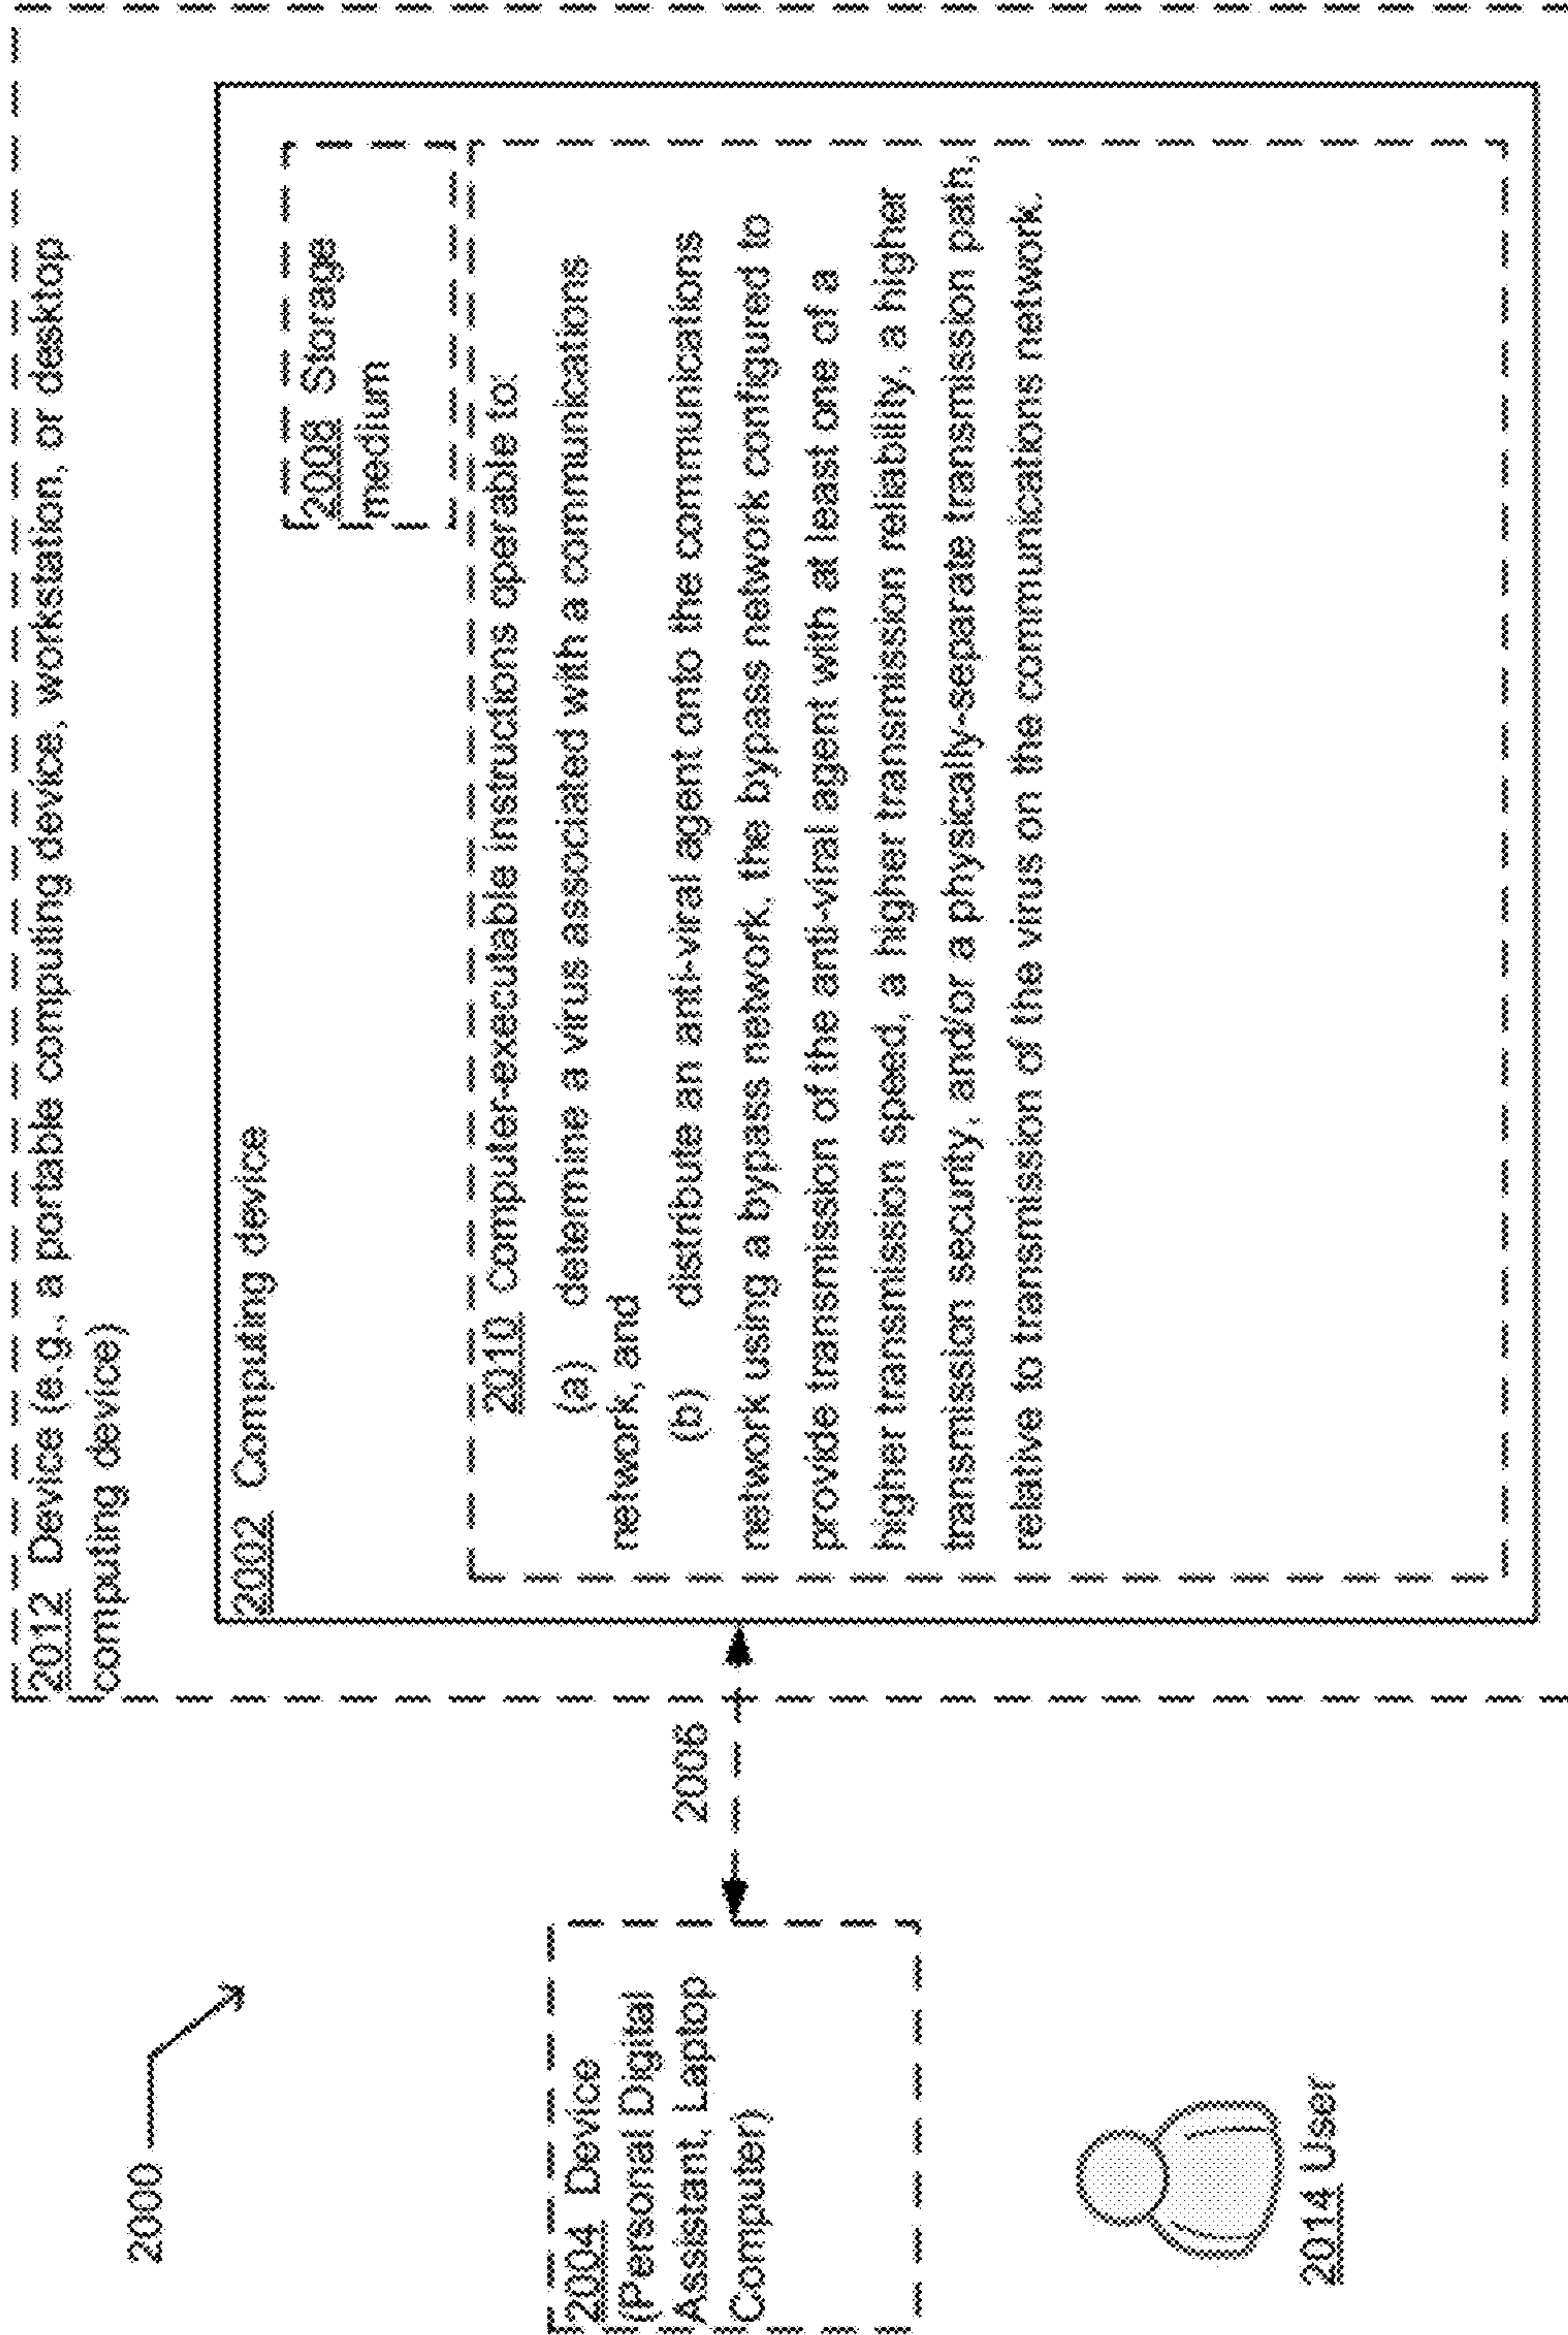 2000
2012 Device (e.g., a portable computing device, workstation, or desktop
computing device)
2002 Computing device
2008 Storage
medium
2010 computer-executable instructions operable to:
(a) determine a virus associated with a communications
network, and
(b) distribute an anti-viral agent onto the communications
network using a bypass network, the bypass network configured to
provide transmission of the anti-viral agent with at least one of a
higher transmission speed, a higher transmission reliability, a higher
transmission security, and/or a physically-separate transmission path,
relative to transmission of the virus on the communications network.
2006
2004 Device
(Personal Digital
Assistant, Laptop
Computer)
2014 User